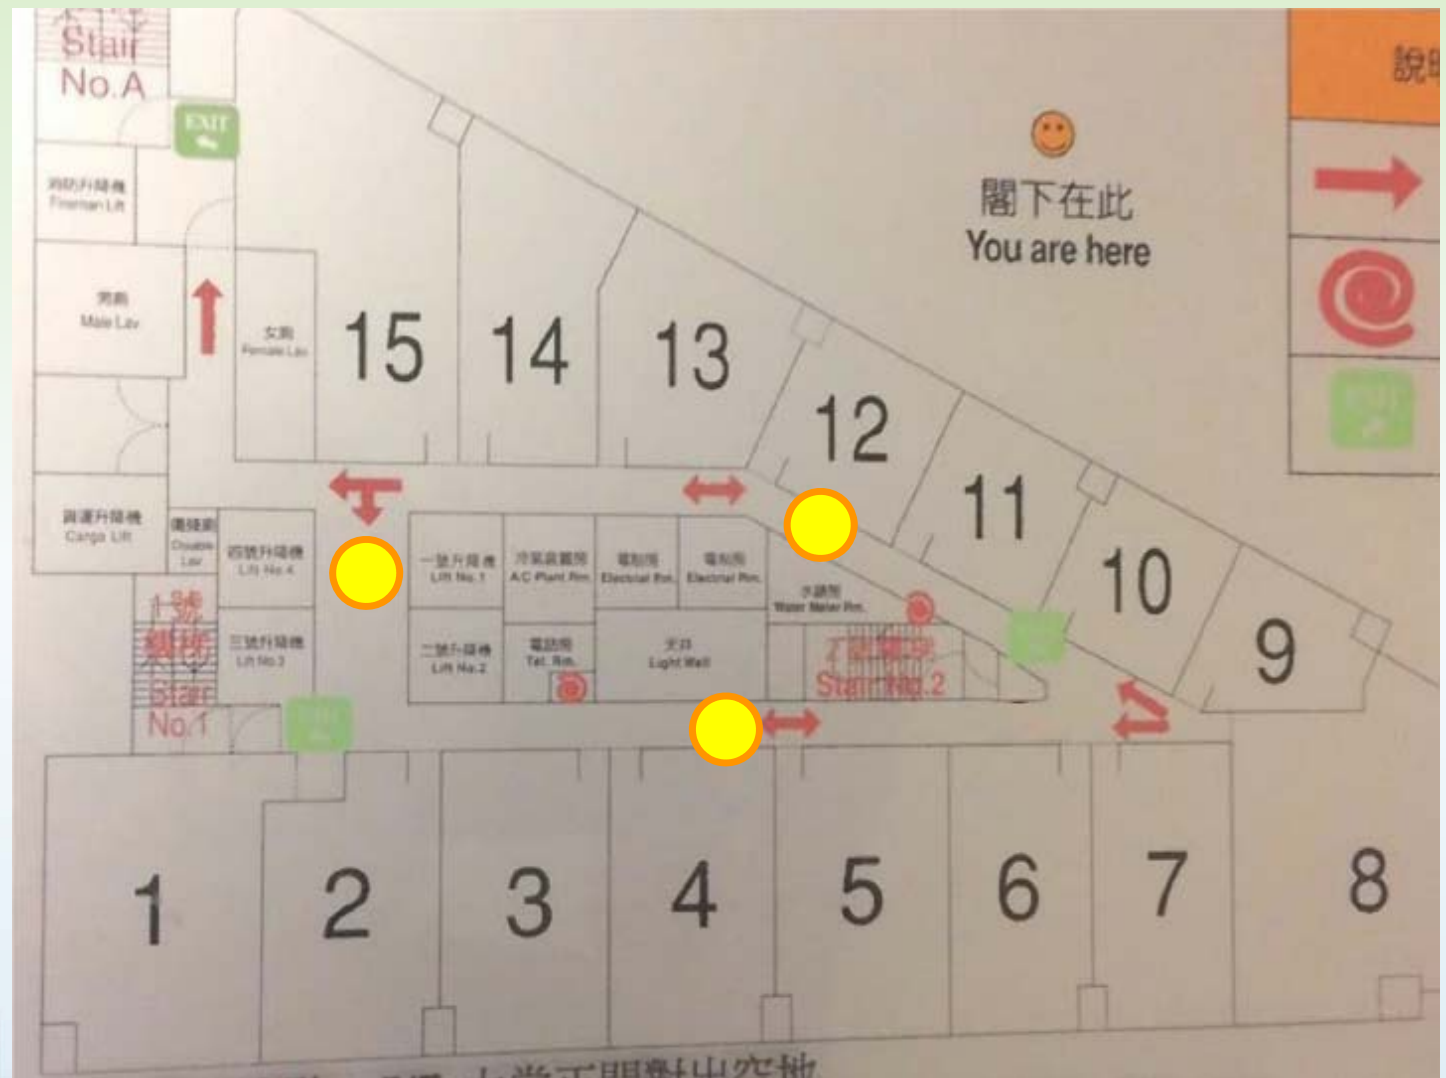 Stair
No.A
EXIT
消防升降機
Fireman Lift
男廁
Male Lav
女廁
Female Lav
15
14
13
12
11
10
9
閣下在此
You are here
貨運升降機
Cargo Lift
四號升降機
Lift No.4
三號升降機
Lift No.3
一號升降機
Lift No.1
二號升降機
Lift No.2
冷氣裝置房
A.C Plant Rm.
電制房
Electrical Rm.
電制房
Electrical Rm.
水錶房
Water Meter Rm.
電話房
Tel. Rm.
天井
Light Well
Stair No.2
1號
樓梯
Stair
No.1
1
2
3
4
5
6
7
8